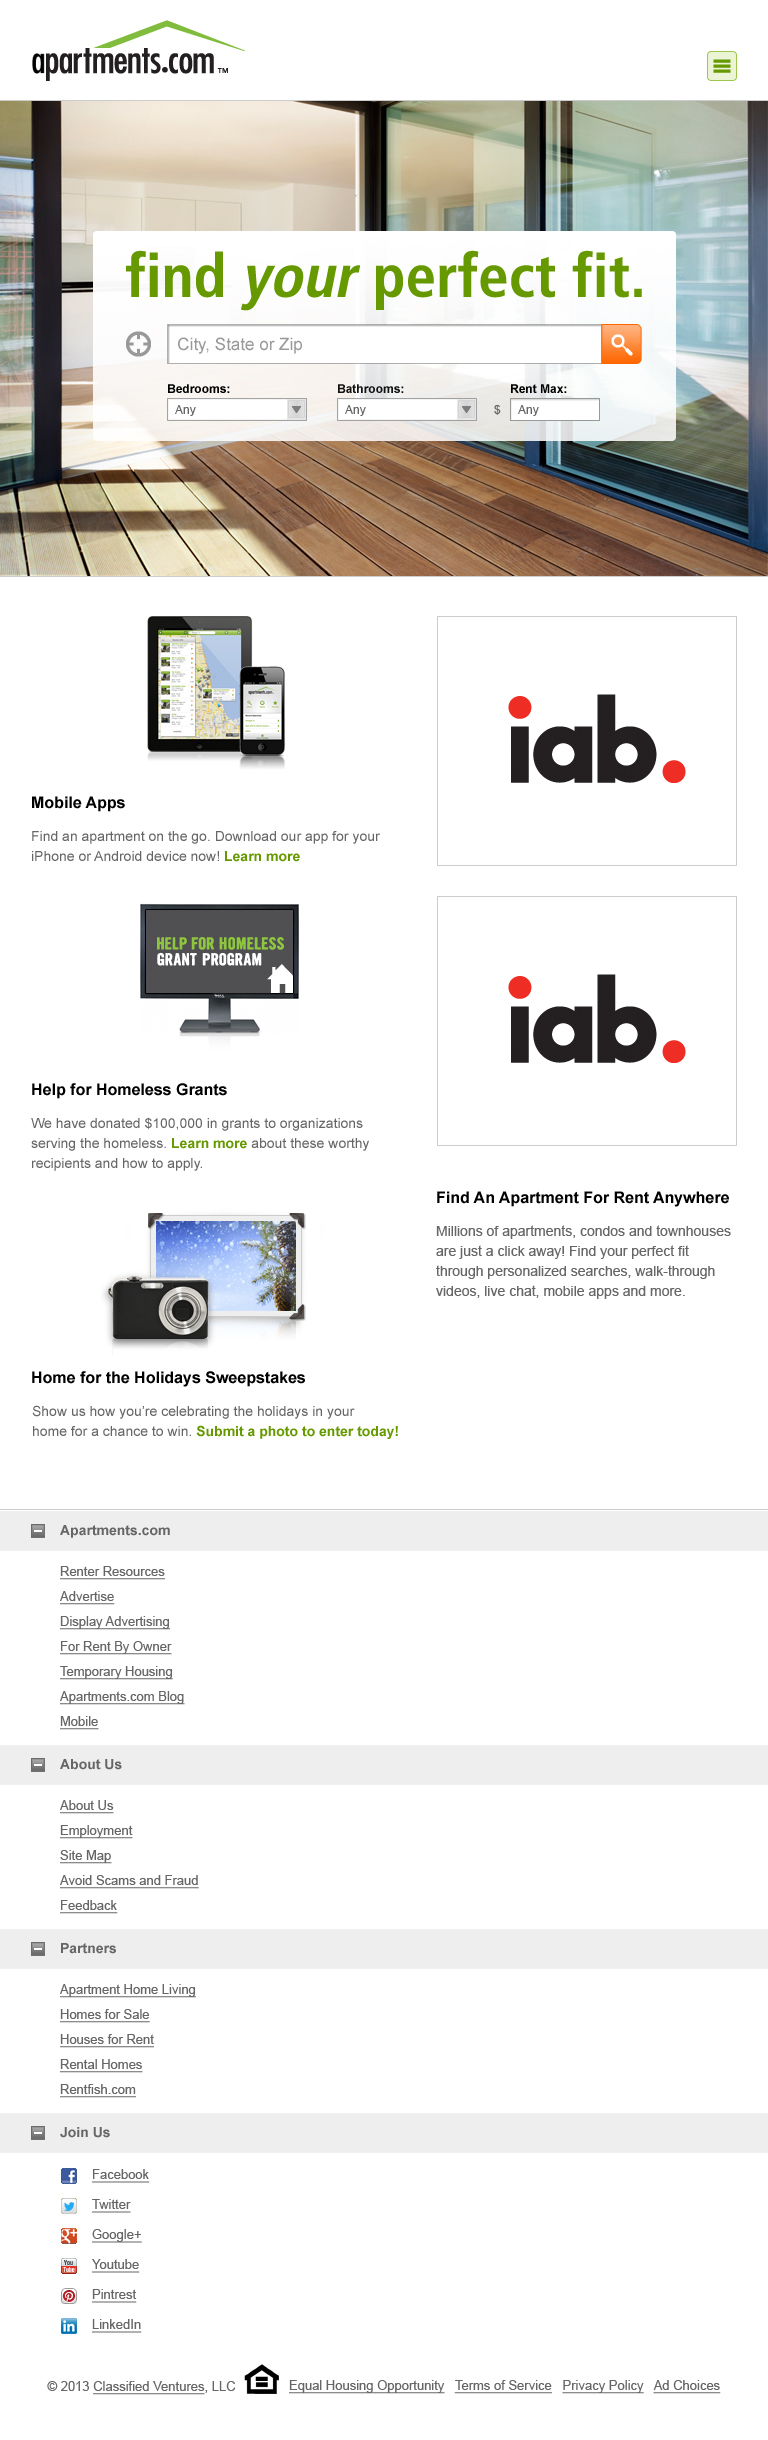 apartments.com™
find your perfect fit.
City, State or Zip
Bedrooms: Bathrooms: Rent Max:
Any Any $ Any
apartments.com
iab.
Mobile Apps
Find an apartment on the go. Download our app for your
iPhone or Android device now! Learn more
HELP FOR HOMELESS
GRANT PROGRAM
DELL
iab.
Help for Homeless Grants
We have donated $100,000 in grants to organizations
serving the homeless. Learn more about these worthy
recipients and how to apply.
Find An Apartment For Rent Anywhere
Millions of apartments, condos and townhouses
are just a click away! Find your perfect fit
through personalized searches, walk-through
videos, live chat, mobile apps and more.
Home for the Holidays Sweepstakes
Show us how you’re celebrating the holidays in your
home for a chance to win. Submit a photo to enter today!
Apartments.com
Renter Resources
Advertise
Display Advertising
For Rent By Owner
Temporary Housing
Apartments.com Blog
Mobile
About Us
About Us
Employment
Site Map
Avoid Scams and Fraud
Feedback
Partners
Apartment Home Living
Homes for Sale
Houses for Rent
Rental Homes
Rentfish.com
Join Us
Facebook
Twitter
Google+
You Tube Youtube
Pintrest
in LinkedIn
© 2013 Classified Ventures, LLC Equal Housing Opportunity Terms of Service Privacy Policy Ad Choices